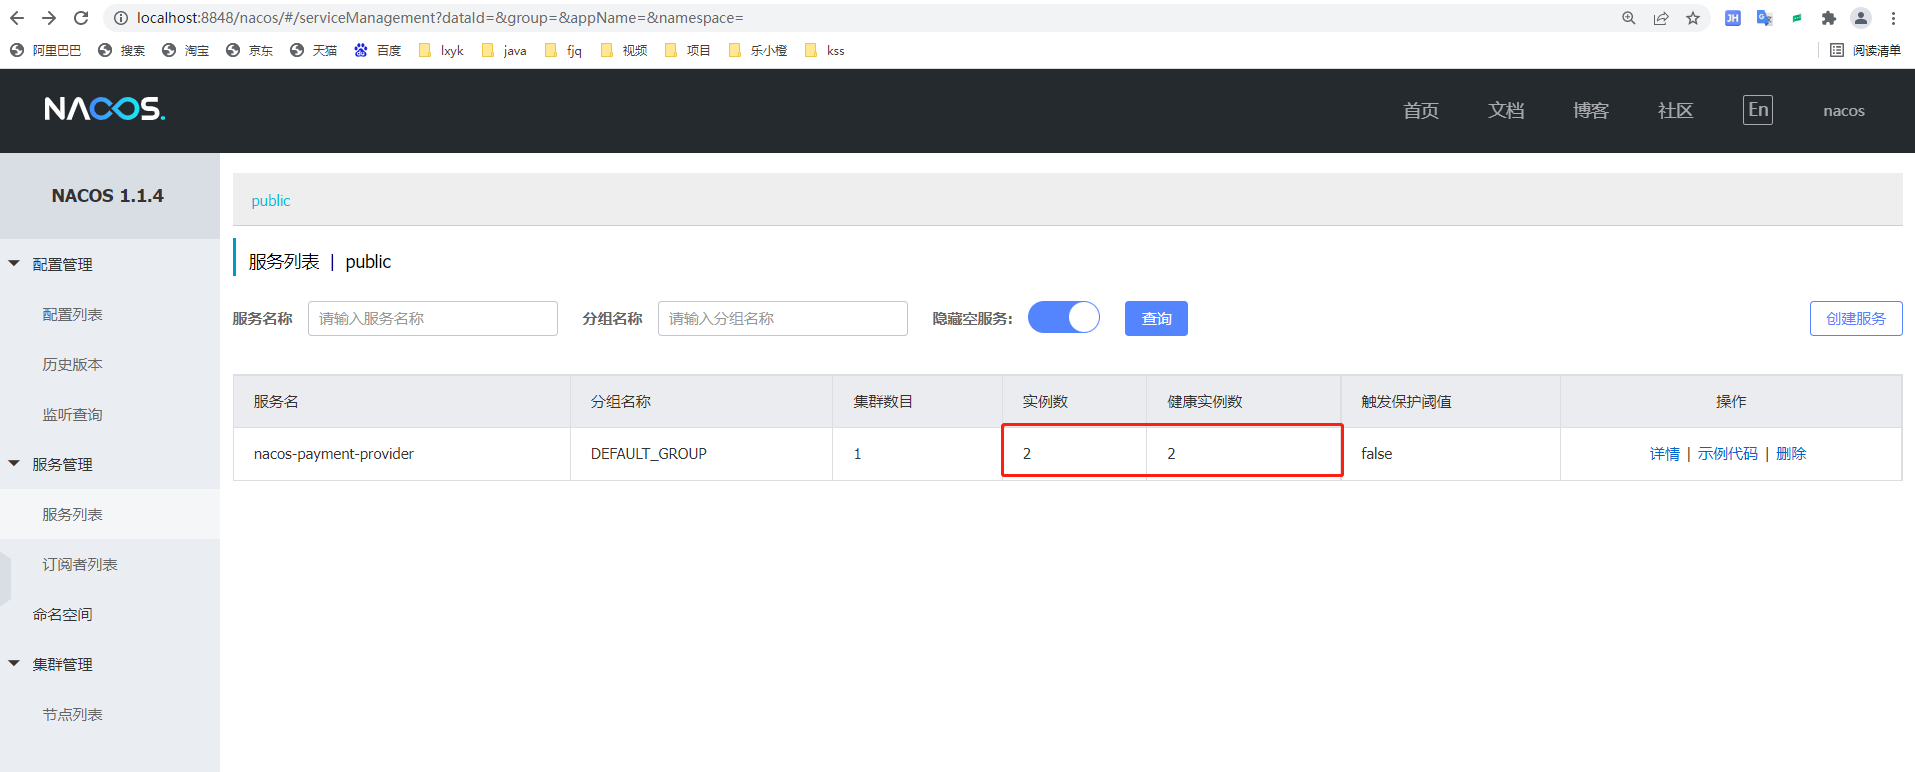 localhost:8848/nacos/#/serviceManagement?dataId=&group=&appName=&namespace=
阿里巴巴 搜索 淘宝 京东 天猫 百度 lxyk java fjq 视频 项目 乐小橙 kss 阅读清单
NACOS. 首页 文档 博客 社区 En nacos
NACOS 1.1.4
配置管理
配置列表
历史版本
监听查询
服务管理
服务列表
订阅者列表
命名空间
集群管理
节点列表
public
服务列表 | public
服务名称 请输入服务名称 分组名称 请输入分组名称 隐藏空服务: 查询 创建服务
服务名 分组名称 集群数目 实例数 健康实例数 触发保护阈值 操作
nacos-payment-provider DEFAULT_GROUP 1 2 2 false 详情 | 示例代码 | 删除